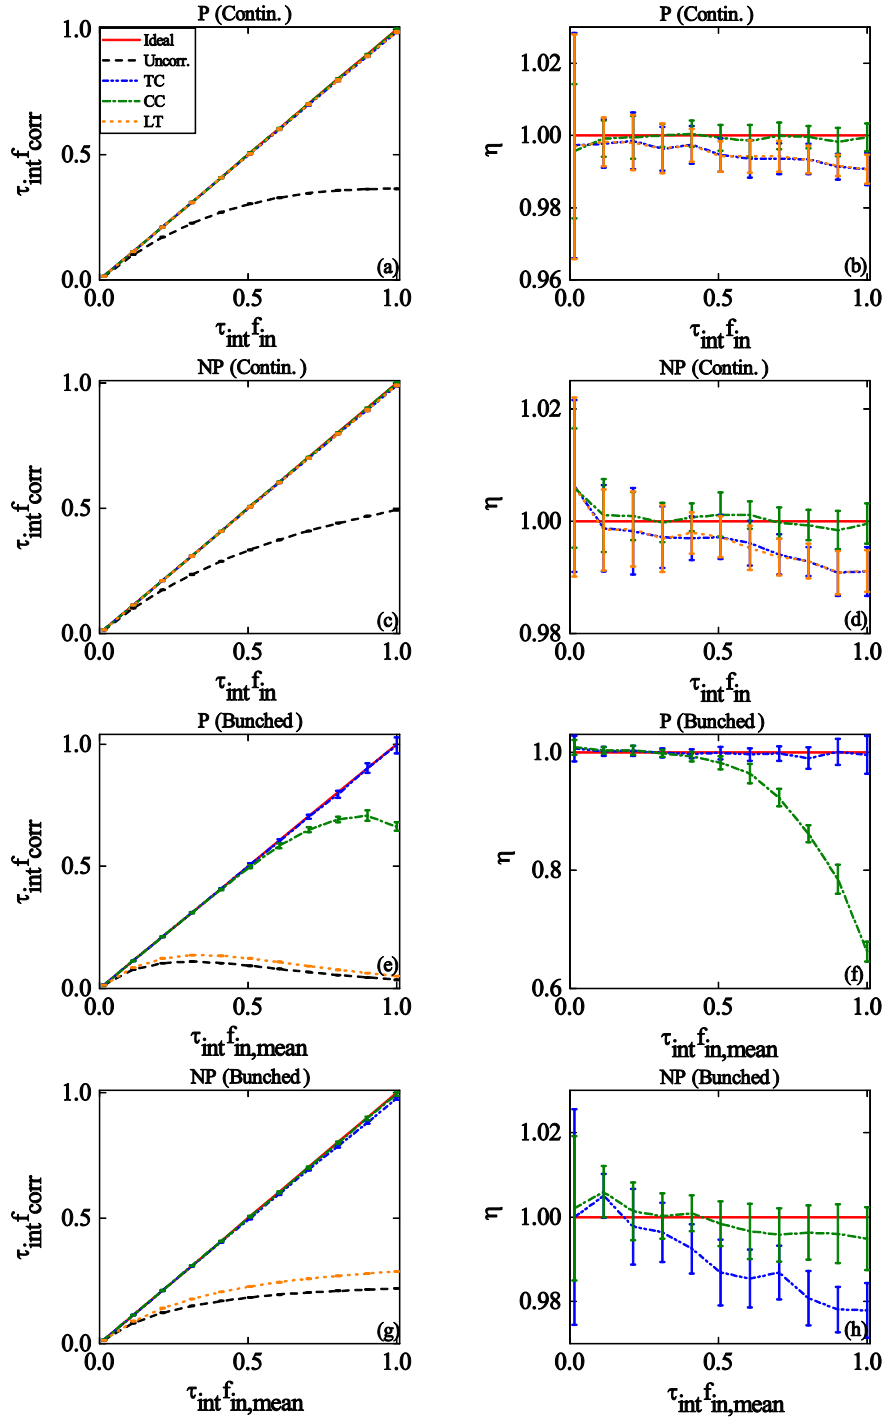 P (Contin.)
1.0
Ideal
Uncorr.
TC
CC
LT
0.5
0.0
τintfcorr
(a)
0.0 0.5 1.0
τintfin
P (Contin.)
1.03
1.00
0.98
0.96
η
(b)
0.0 0.5 1.0
τintfin
NP (Contin.)
1.0
0.5
0.0
τintfcorr
(c)
0.0 0.5 1.0
τintfin
NP (Contin.)
1.02
1.00
0.98
η
(d)
0.0 0.5 1.0
τintfin
P (Bunched)
1.0
0.5
0.0
τintfcorr
(e)
0.0 0.5 1.0
τintfin,mean
P (Bunched)
1.0
0.8
0.6
η
(f)
0.0 0.5 1.0
τintfin,mean
NP (Bunched)
1.0
0.5
0.0
τintfcorr
(g)
0.0 0.5 1.0
τintfin,mean
NP (Bunched)
1.02
1.00
0.98
η
(h)
0.0 0.5 1.0
τintfin,mean